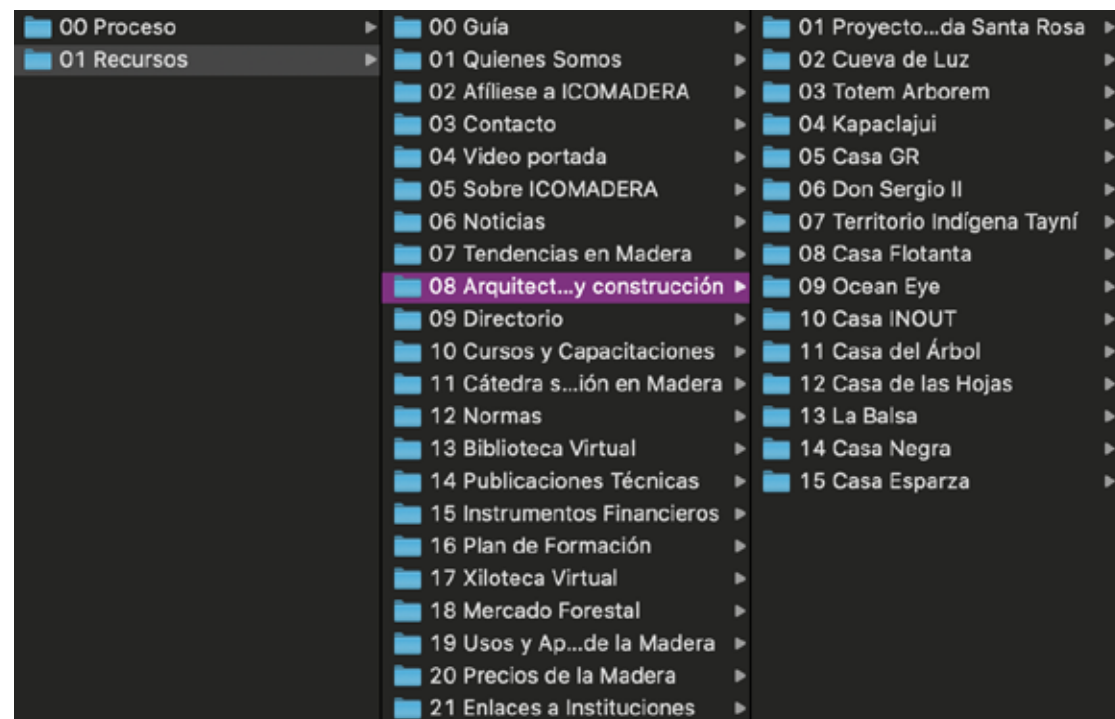 00 Proceso
01 Recursos
00 Guía
01 Quienes Somos
02 Afíliese a ICOMADERA
03 Contacto
04 Video portada
05 Sobre ICOMADERA
06 Noticias
07 Tendencias en Madera
08 Arquitect...y construcción
09 Directorio
10 Cursos y Capacitaciones
11 Cátedra s...ión en Madera
12 Normas
13 Biblioteca Virtual
14 Publicaciones Técnicas
15 Instrumentos Financieros
16 Plan de Formación
17 Xiloteca Virtual
18 Mercado Forestal
19 Usos y Ap...de la Madera
20 Precios de la Madera
21 Enlaces a Instituciones
01 Proyecto...da Santa Rosa
02 Cueva de Luz
03 Totem Arborem
04 Kapaclajui
05 Casa GR
06 Don Sergio II
07 Territorio Indígena Tayní
08 Casa Flotanta
09 Ocean Eye
10 Casa INOUT
11 Casa del Árbol
12 Casa de las Hojas
13 La Balsa
14 Casa Negra
15 Casa Esparza